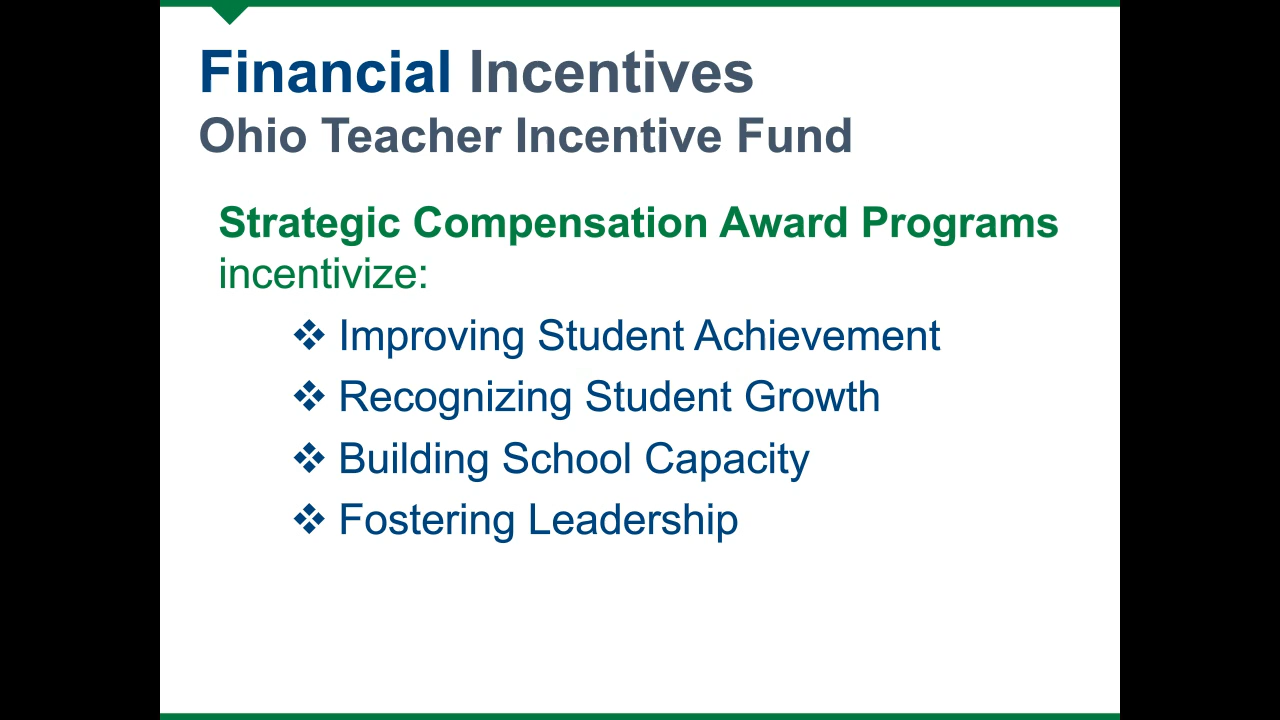 Financial Incentives
Ohio Teacher Incentive Fund
Strategic Compensation Award Programs
incentivize:
❖ Improving Student Achievement
❖ Recognizing Student Growth
❖ Building School Capacity
❖ Fostering Leadership